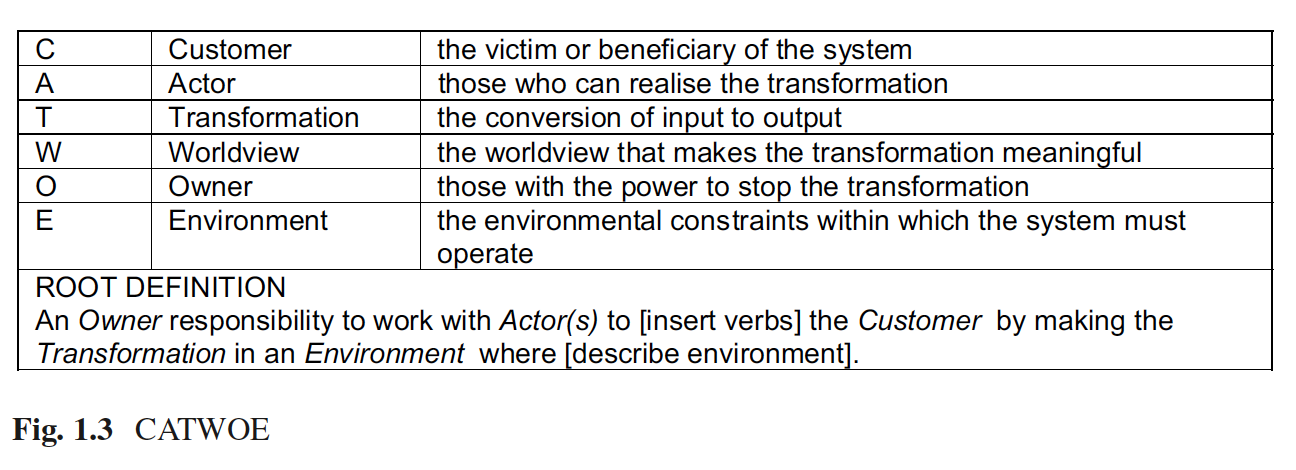 C Customer the victim or beneficiary of the system
A Actor those who can realise the transformation
T Transformation the conversion of input to output
W Worldview the worldview that makes the transformation meaningful
O Owner those with the power to stop the transformation
E Environment the environmental constraints within which the system must
operate
ROOT DEFINITION
An Owner responsibility to work with Actor(s) to [insert verbs] the Customer by making the
Transformation in an Environment where [describe environment].
Fig. 1.3 CATWOE